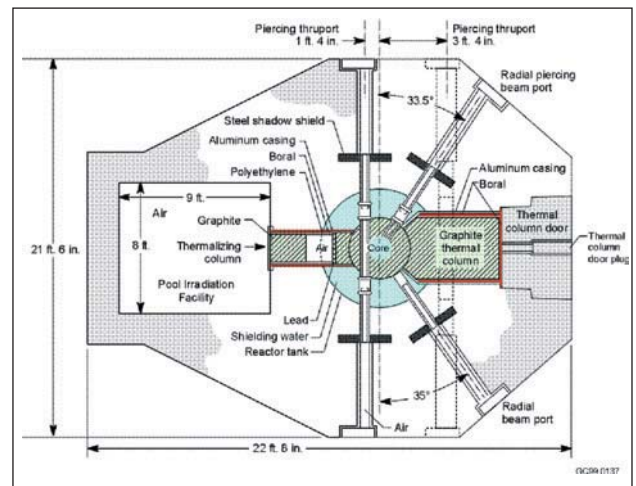 Piercing thruport
1 ft. 4 in.
Piercing thruport
3 ft. 4 in.
Radial piercing
beam port
33.5°
Steel shadow shield
Aluminum casing
Boral
Polyethylene
Aluminum casing
Boral
9 ft.
Air
Graphite
8 ft.
Thermalizing
column
Air
Core
Graphite
thermal
column
Thermal
column door
Thermal
column
door plug
21 ft. 6 in.
Pool Irradiation
Facility
Lead
Shielding water
Reactor tank
35°
Air
Radial
beam port
22 ft. 6 in.
GC99 0137